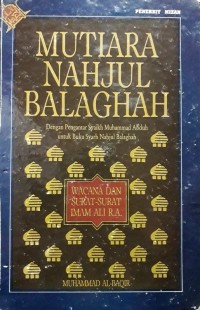 PENERBIT MIZAN
MUTIARA
NAHJUL
BALAGHAH
Dengan Pengantar Syaikh Muhammad Abduh
untuk Buku Syarh Nahjul Balaghah
WACANA DAN
SURAT-SURAT
IMAM ALI R.A.
MUHAMMAD AL-BAQIR